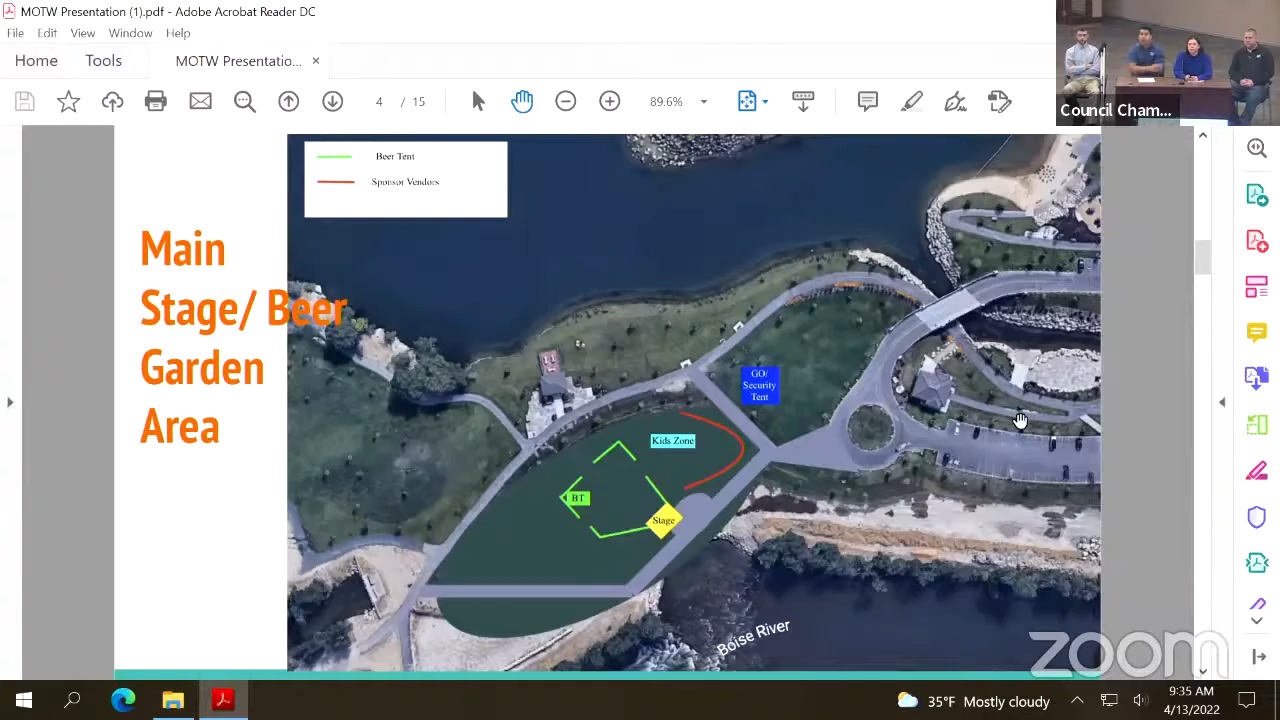 MOTW Presentation (1).pdf - Adobe Acrobat Reader DC
File Edit View Window Help
Home Tools MOTW Presentatio... ×
4 / 15 89.6%
Council Cham...
Beer Tent
Sponsor Vendors
Main
Stage/ Beer
Garden
Area
GO/
Security
Tent
Kids Zone
BT
Stage
Boise River
zoom
35°F Mostly cloudy
9:35 AM
4/13/2022